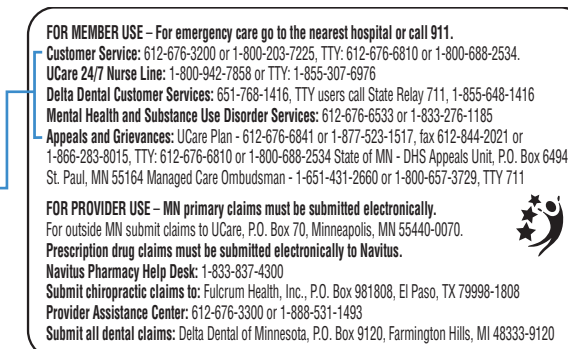 FOR MEMBER USE – For emergency care go to the nearest hospital or call 911.
Customer Service: 612-676-3200 or 1-800-203-7225, TTY: 612-676-6810 or 1-800-688-2534.
UCare 24/7 Nurse Line: 1-800-942-7858 or TTY: 1-855-307-6976
Delta Dental Customer Services: 651-768-1416, TTY users call State Relay 711, 1-855-648-1416
Mental Health and Substance Use Disorder Services: 612-676-6533 or 1-833-276-1185
Appeals and Grievances: UCare Plan - 612-676-6841 or 1-877-523-1517, fax 612-844-2021 or
1-866-283-8015, TTY: 612-676-6810 or 1-800-688-2534 State of MN - DHS Appeals Unit, P.O. Box 6494
St. Paul, MN 55164 Managed Care Ombudsman - 1-651-431-2660 or 1-800-657-3729, TTY 711
FOR PROVIDER USE – MN primary claims must be submitted electronically.
For outside MN submit claims to UCare, P.O. Box 70, Minneapolis, MN 55440-0070.
Prescription drug claims must be submitted electronically to Navitus.
Navitus Pharmacy Help Desk: 1-833-837-4300
Submit chiropractic claims to: Fulcrum Health, Inc., P.O. Box 981808, El Paso, TX 79998-1808
Provider Assistance Center: 612-676-3300 or 1-888-531-1493
Submit all dental claims: Delta Dental of Minnesota, P.O. Box 9120, Farmington Hills, MI 48333-9120